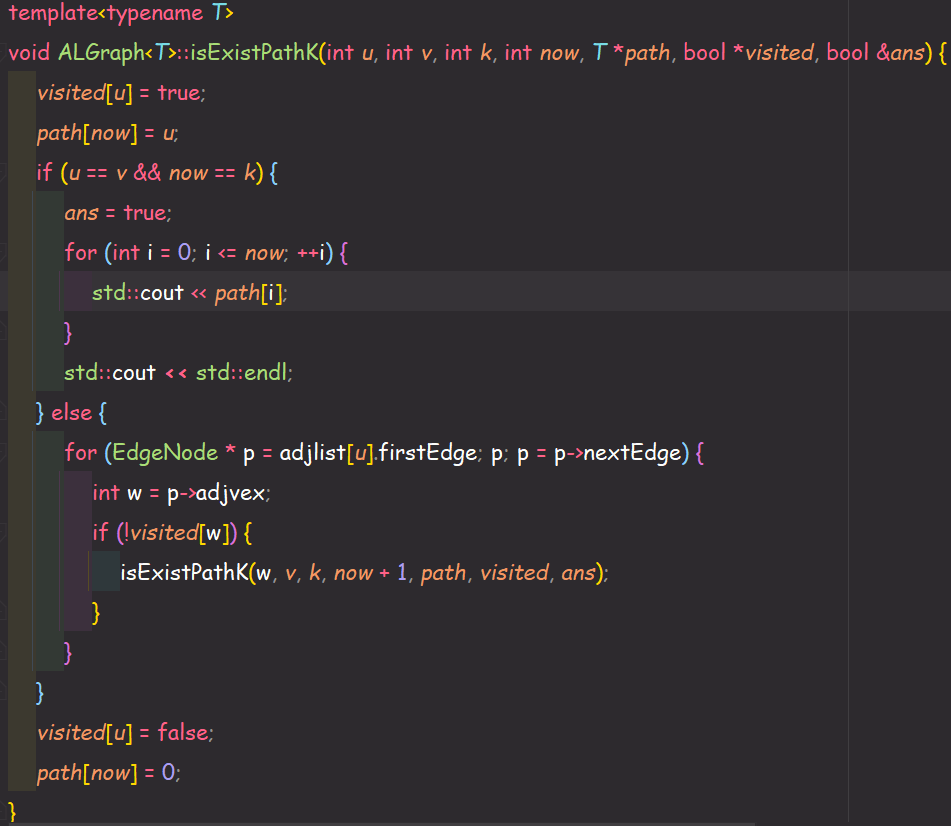 template<typename T>
void ALGraph<T>::isExistPathK(int u, int v, int k, int now, T *path, bool *visited, bool &ans) {
    visited[u] = true;
    path[now] = u;
    if (u == v && now == k) {
        ans = true;
        for (int i = 0; i <= now; ++i) {
            std::cout << path[i];
        }
        std::cout << std::endl;
    } else {
        for (EdgeNode * p = adjlist[u].firstEdge; p; p = p->nextEdge) {
            int w = p->adjvex;
            if (!visited[w]) {
                isExistPathK(w, v, k, now + 1, path, visited, ans);
            }
        }
    }
    visited[u] = false;
    path[now] = 0;
}